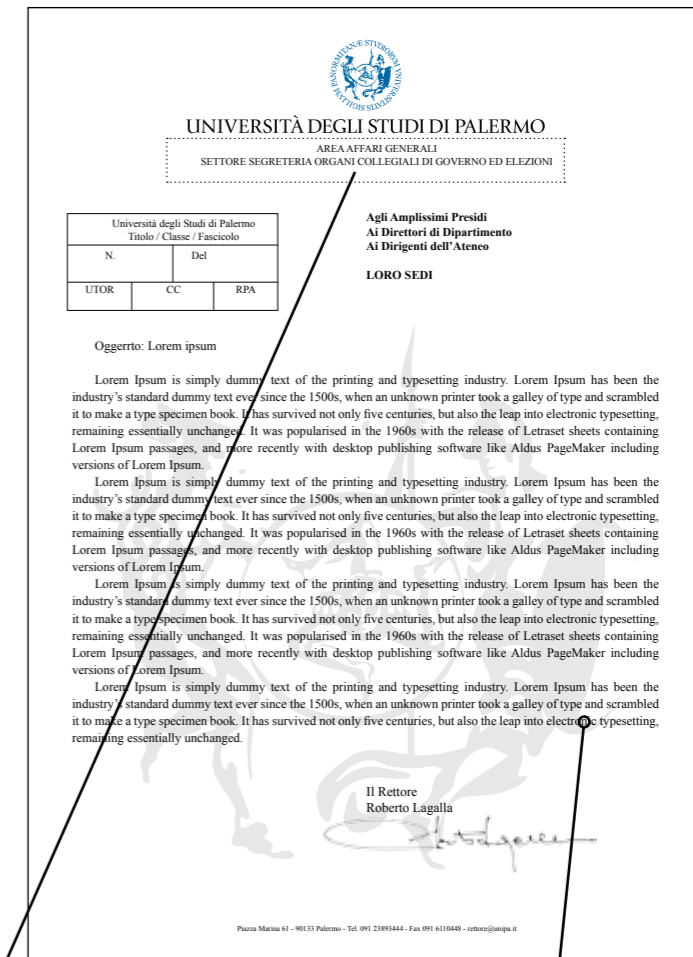 SIGILLVM PANORMITANÆ STVDIORVM VNIVERSITATIS
UNIVERSITÀ DEGLI STUDI DI PALERMO
AREA AFFARI GENERALI
SETTORE SEGRETERIA ORGANI COLLEGIALI DI GOVERNO ED ELEZIONI
Università degli Studi di Palermo
Titolo / Classe / Fascicolo
N. Del
UTOR CC RPA
Agli Amplissimi Presidi
Ai Direttori di Dipartimento
Ai Dirigenti dell'Ateneo
LORO SEDI
Oggerrto: Lorem ipsum
Lorem Ipsum is simply dummy text of the printing and typesetting industry. Lorem Ipsum has been the
industry's standard dummy text ever since the 1500s, when an unknown printer took a galley of type and scrambled
it to make a type specimen book. It has survived not only five centuries, but also the leap into electronic typesetting,
remaining essentially unchanged. It was popularised in the 1960s with the release of Letraset sheets containing
Lorem Ipsum passages, and more recently with desktop publishing software like Aldus PageMaker including
versions of Lorem Ipsum.
Lorem Ipsum is simply dummy text of the printing and typesetting industry. Lorem Ipsum has been the
industry's standard dummy text ever since the 1500s, when an unknown printer took a galley of type and scrambled
it to make a type specimen book. It has survived not only five centuries, but also the leap into electronic typesetting,
remaining essentially unchanged. It was popularised in the 1960s with the release of Letraset sheets containing
Lorem Ipsum passages, and more recently with desktop publishing software like Aldus PageMaker including
versions of Lorem Ipsum.
Lorem Ipsum is simply dummy text of the printing and typesetting industry. Lorem Ipsum has been the
industry's standard dummy text ever since the 1500s, when an unknown printer took a galley of type and scrambled
it to make a type specimen book. It has survived not only five centuries, but also the leap into electronic typesetting,
remaining essentially unchanged. It was popularised in the 1960s with the release of Letraset sheets containing
Lorem Ipsum passages, and more recently with desktop publishing software like Aldus PageMaker including
versions of Lorem Ipsum.
Lorem Ipsum is simply dummy text of the printing and typesetting industry. Lorem Ipsum has been the
industry's standard dummy text ever since the 1500s, when an unknown printer took a galley of type and scrambled
it to make a type specimen book. It has survived not only five centuries, but also the leap into electronic typesetting,
remaining essentially unchanged.
Il Rettore
Roberto Lagalla
Piazza Marina 61 - 90133 Palermo - Tel. 091 23893444 - Fax 091 6110448 - rettore@unipa.it